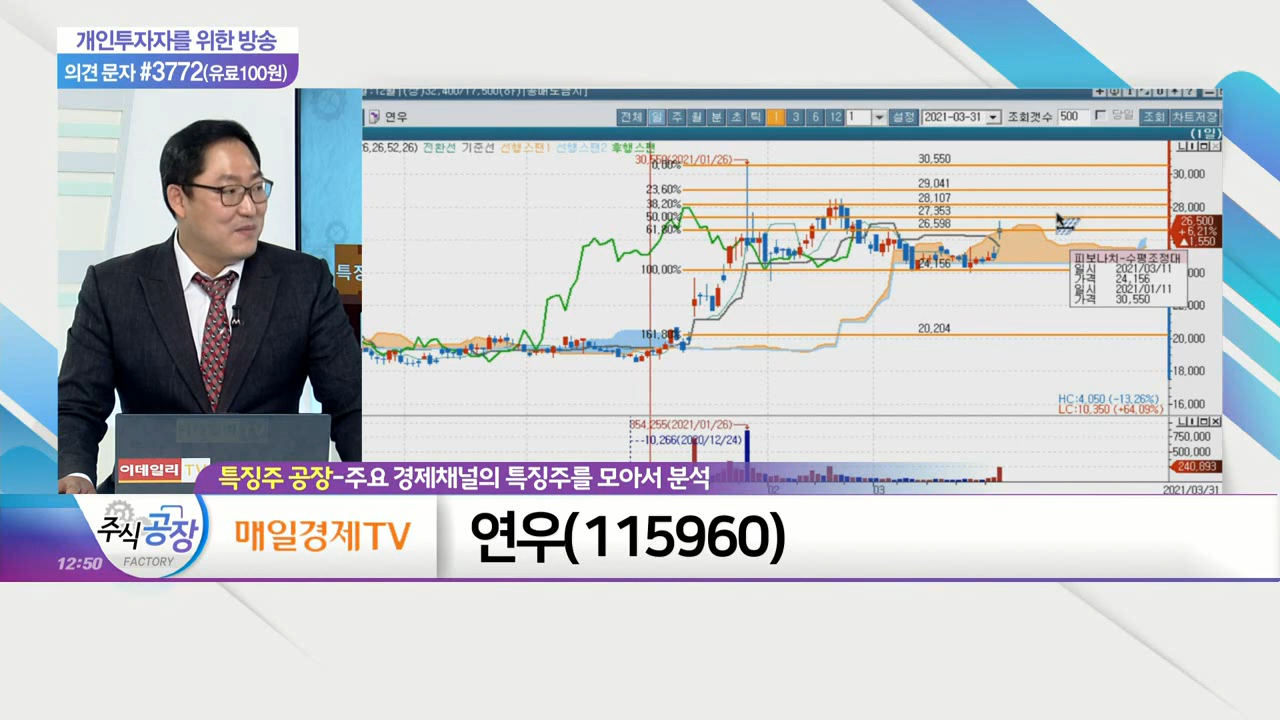 개인투자자를 위한 방송
의견 문자 #3772(유료100원)
연우
전체 일 주 월 분 초 틱 1 3 6 12 1 설정 2021-03-31 조회갯수 500 당일 조회 차트저장
(1일)
6,26,52,26) 전환선 기준선 선행스팬1 선행스팬2 후행스팬
30,550(2021/01/26)
0,00%
23,60%
38,20%
50,00%
61,80%
100,00%
161,80%
30,550
29,041
28,107
27,353
26,598
24,156
20,204
30,000
28,000
26,500
+6,21%
▲1,550
20,000
18,000
16,000
피보나치-수평조정대
일시 2021/03/11
가격 24,156
일시 2021/01/11
가격 30,550
HC:4,050 (-13,26%)
LC:10,350 (+64,09%)
854,255(2021/01/26)
10,266(2020/12/24)
750,000
500,000
240,893
02
03
2021/03/31
특징
이데일리 TV
특징주 공장-주요 경제채널의 특징주를 모아서 분석
주식공장
FACTORY
12:50
매일경제TV
연우(115960)